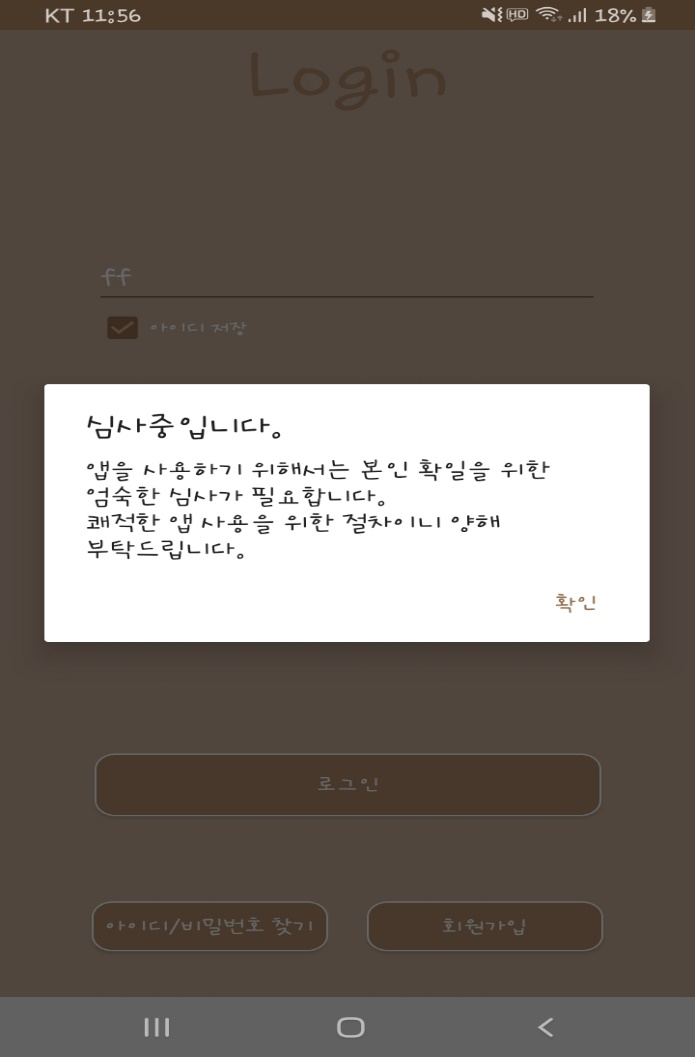 KT 11:56
HD
18%
Login
ff
아이디 저장
심사중입니다.
앱을 사용하기 위해서는 본인 확일을 위한
엄숙한 심사가 필요합니다.
쾌적한 앱 사용을 위한 절차이니 양해
부탁드립니다.
확인
로그인
아이디/비밀번호 찾기
회원가입